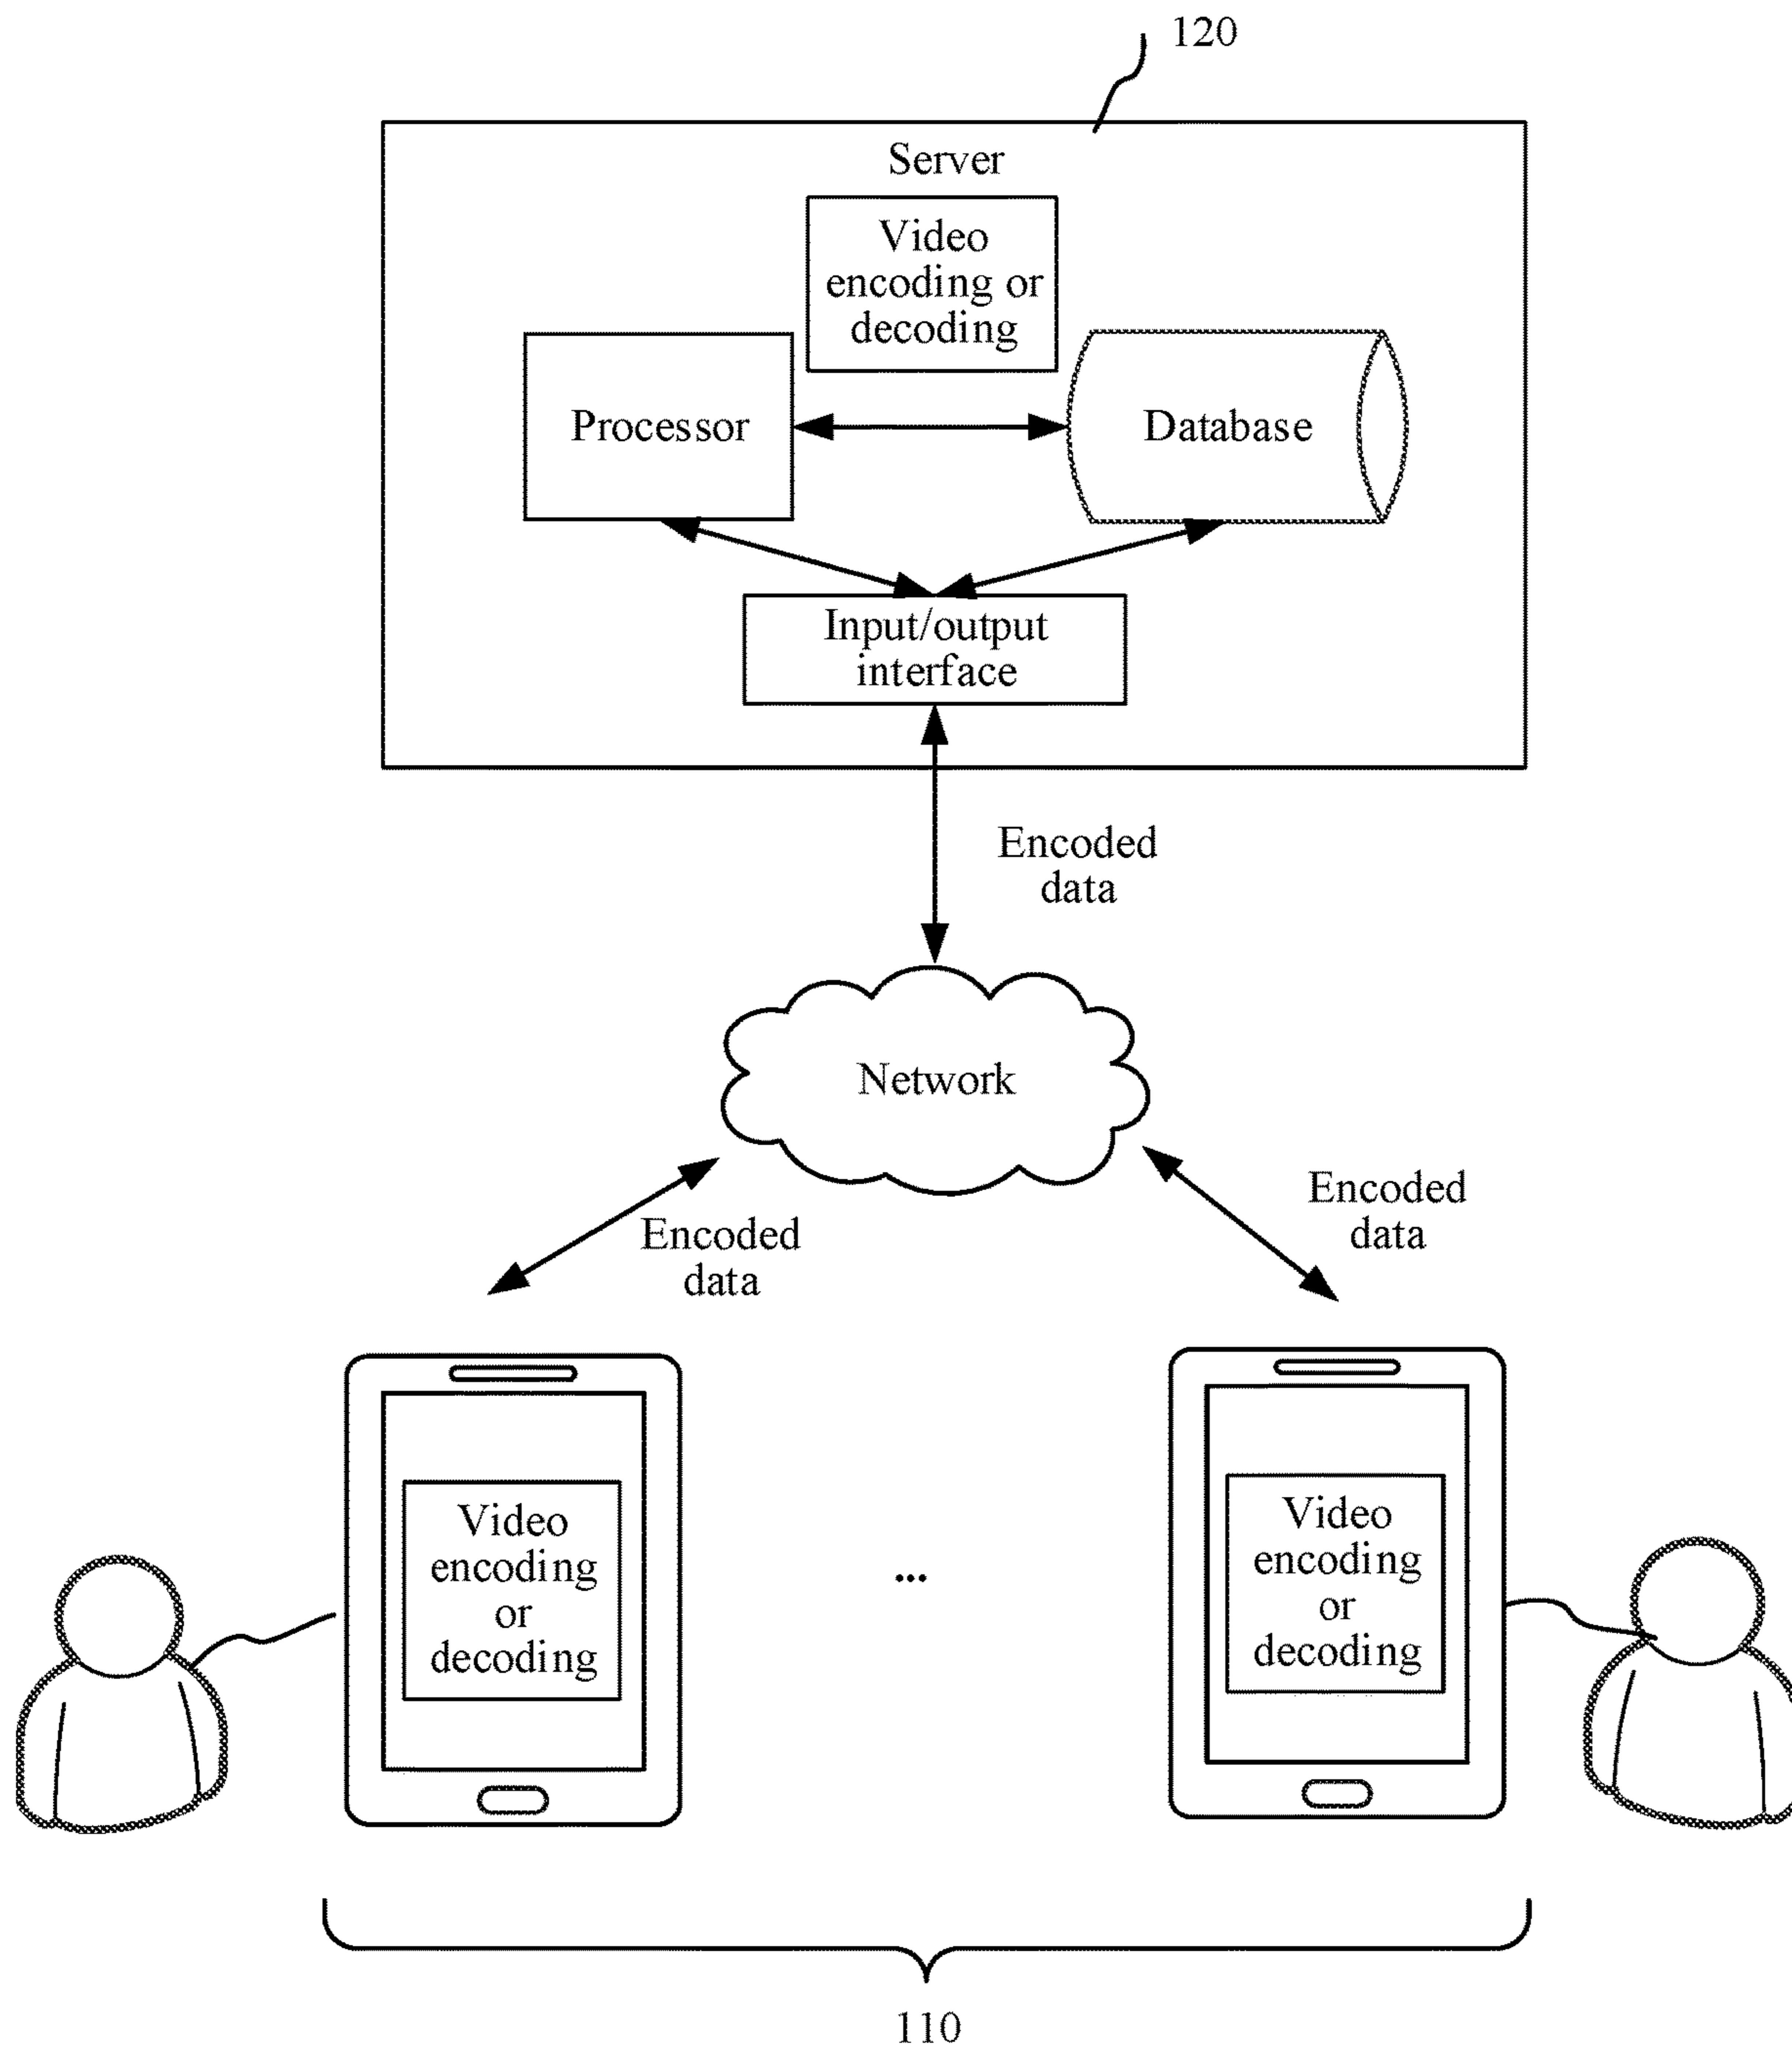 120
Server
Video
encoding or
decoding
Processor
Database
Input/output
interface
Encoded
data
Network
Encoded
data
Encoded
data
Video
encoding
or
decoding
...
Video
encoding
or
decoding
110